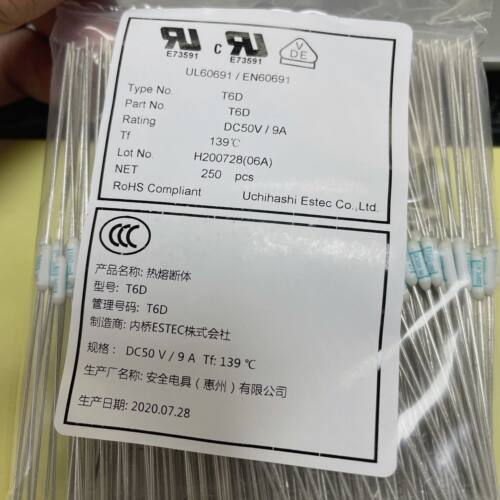 RU C RU VDE
E73591 E73591
UL60691 / EN60691
Type No. T6D
Part No. T6D
Rating DC50V / 9A
Tf 139℃
Lot No. H200728(06A)
NET 250 pcs
RoHS Compliant Uchihashi Estec Co.,Ltd.
CCC
产品名称: 热熔断体
型号: T6D
管理号码: T6D
制造商: 内桥ESTEC株式会社
规格: DC50 V / 9 A Tf: 139 ℃
生产厂名称: 安全电具（惠州）有限公司
生产日期: 2020.07.28